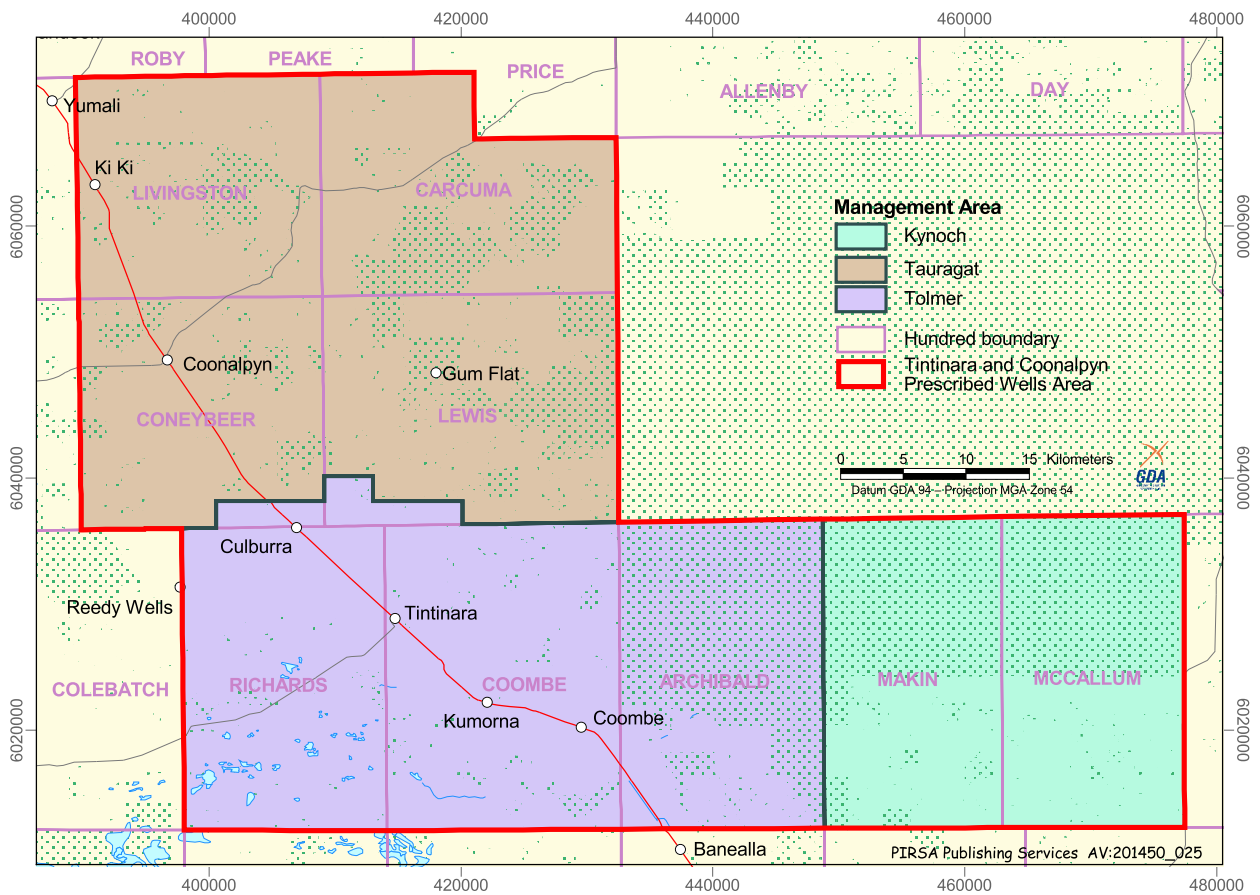 400000 420000 440000 460000 480000
ROBY PEAKE PRICE ALLENBY DAY
Yumali
Ki Ki
LIVINGSTON CARCUMA
Management Area
Kynoch
Tauragat
Tolmer
Hundred boundary
Tintinara and Coonalpyn
Prescribed Wells Area
6060000 6060000
Coonalpyn
Gum Flat
CONEYBEER LEWIS
0 5 10 15 Kilometers
Datum GDA 94 – Projection MGA Zone 54
GDA
6040000 6040000
Culburra
Reedy Wells
Tintinara
COLEBATCH RICHARDS COOMBE ARCHIBALD MAKIN MCCALLUM
Kumorna
Coombe
6020000 6020000
Banealla
PIRSA Publishing Services AV:201450_025
400000 420000 440000 460000 480000